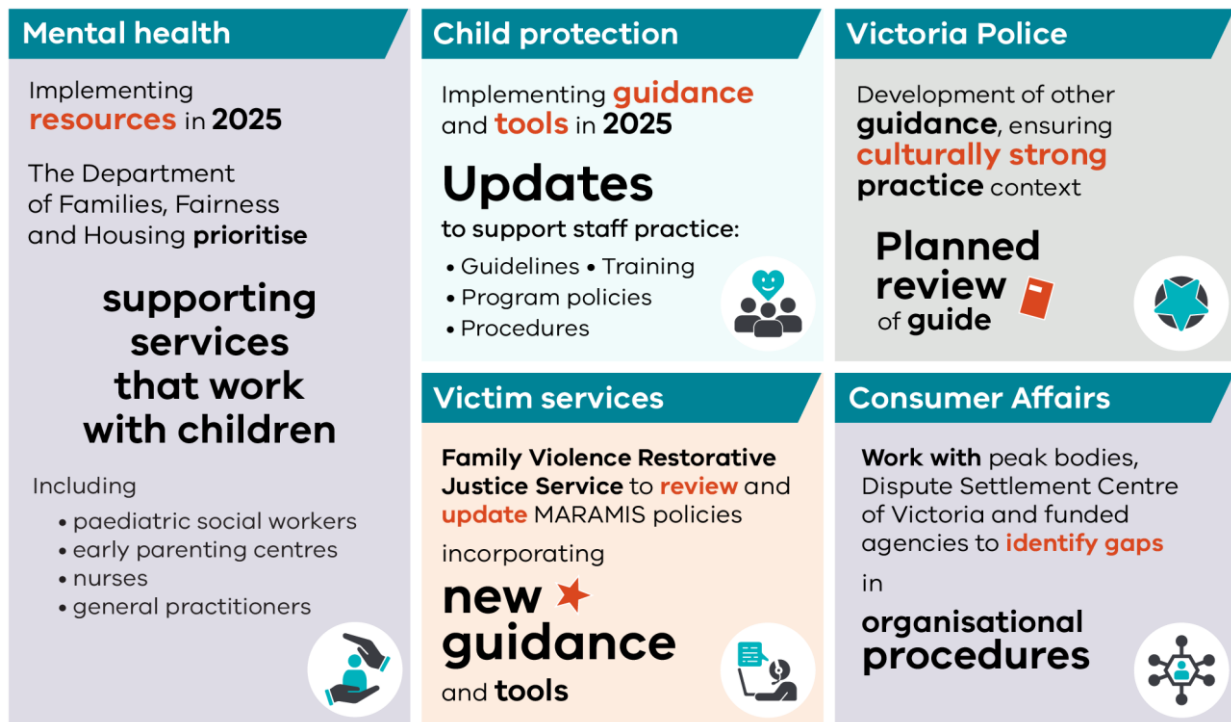 Mental health
Implementing
resources in 2025
The Department
of Families, Fairness
and Housing prioritise
supporting
services
that work
with children
Including
• paediatric social workers
• early parenting centres
• nurses
• general practitioners
Child protection
Implementing guidance
and tools in 2025
Updates
to support staff practice:
• Guidelines • Training
• Program policies
• Procedures
Victoria Police
Development of other
guidance, ensuring
culturally strong
practice context
Planned
review
of guide
Victim services
Family Violence Restorative
Justice Service to review and
update MARAMIS policies
incorporating
new
guidance
and tools
Consumer Affairs
Work with peak bodies,
Dispute Settlement Centre
of Victoria and funded
agencies to identify gaps
in
organisational
procedures